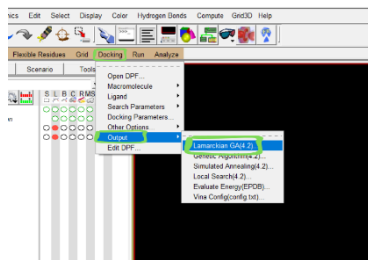 ics Edit Select Display Color Hydrogen Bonds Compute Grid3D Help
Flexible Residues Grid Docking Run Analyze
Scenario Tools
S L B C R MS
Open DPF...
Macromolecule
Ligand
Search Parameters
Docking Parameters...
Other Options...
Output
Edit DPF...
Lamarckian GA(4.2)...
Genetic Algorithm(4.2)...
Simulated Annealing(4.2)...
Local Search(4.2)...
Evaluate Energy(EPDB)...
Vina Config(config.txt)...